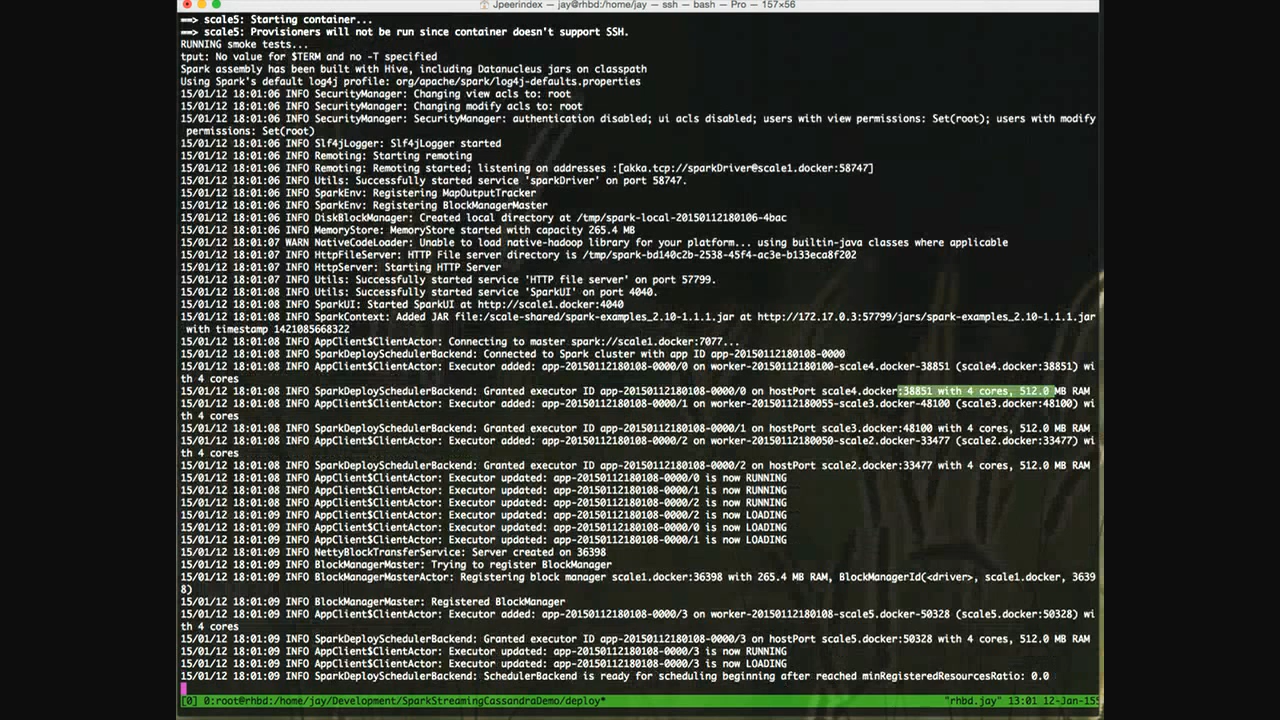 Jpeerindex — jay@rhbd:/home/jay — ssh — bash — Pro — 157×56
==> scale5: Starting container...
==> scale5: Provisioners will not be run since container doesn't support SSH.
RUNNING smoke tests...
tput: No value for $TERM and no -T specified
Spark assembly has been built with Hive, including Datanucleus jars on classpath
Using Spark's default log4j profile: org/apache/spark/log4j-defaults.properties
15/01/12 18:01:06 INFO SecurityManager: Changing view acls to: root
15/01/12 18:01:06 INFO SecurityManager: Changing modify acls to: root
15/01/12 18:01:06 INFO SecurityManager: SecurityManager: authentication disabled; ui acls disabled; users with view permissions: Set(root); users with modify
permissions: Set(root)
15/01/12 18:01:06 INFO Slf4jLogger: Slf4jLogger started
15/01/12 18:01:06 INFO Remoting: Starting remoting
15/01/12 18:01:06 INFO Remoting: Remoting started; listening on addresses :[akka.tcp://sparkDriver@scale1.docker:58747]
15/01/12 18:01:06 INFO Utils: Successfully started service 'sparkDriver' on port 58747.
15/01/12 18:01:06 INFO SparkEnv: Registering MapOutputTracker
15/01/12 18:01:06 INFO SparkEnv: Registering BlockManagerMaster
15/01/12 18:01:06 INFO DiskBlockManager: Created local directory at /tmp/spark-local-20150112180106-4bac
15/01/12 18:01:06 INFO MemoryStore: MemoryStore started with capacity 265.4 MB
15/01/12 18:01:07 WARN NativeCodeLoader: Unable to load native-hadoop library for your platform... using builtin-java classes where applicable
15/01/12 18:01:07 INFO HttpFileServer: HTTP File server directory is /tmp/spark-bd140c2b-2538-45f4-ac3e-b133eca8f202
15/01/12 18:01:07 INFO HttpServer: Starting HTTP Server
15/01/12 18:01:07 INFO Utils: Successfully started service 'HTTP file server' on port 57799.
15/01/12 18:01:08 INFO Utils: Successfully started service 'SparkUI' on port 4040.
15/01/12 18:01:08 INFO SparkUI: Started SparkUI at http://scale1.docker:4040
15/01/12 18:01:08 INFO SparkContext: Added JAR file:/scale-shared/spark-examples_2.10-1.1.1.jar at http://172.17.0.3:57799/jars/spark-examples_2.10-1.1.1.jar
with timestamp 1421085668322
15/01/12 18:01:08 INFO AppClient$ClientActor: Connecting to master spark://scale1.docker:7077...
15/01/12 18:01:08 INFO SparkDeploySchedulerBackend: Connected to Spark cluster with app ID app-20150112180108-0000
15/01/12 18:01:08 INFO AppClient$ClientActor: Executor added: app-20150112180108-0000/0 on worker-20150112180100-scale4.docker-38851 (scale4.docker:38851) wi
th 4 cores
15/01/12 18:01:08 INFO SparkDeploySchedulerBackend: Granted executor ID app-20150112180108-0000/0 on hostPort scale4.docker:38851 with 4 cores, 512.0 MB RAM
15/01/12 18:01:08 INFO AppClient$ClientActor: Executor added: app-20150112180108-0000/1 on worker-20150112180055-scale3.docker-48100 (scale3.docker:48100) wi
th 4 cores
15/01/12 18:01:08 INFO SparkDeploySchedulerBackend: Granted executor ID app-20150112180108-0000/1 on hostPort scale3.docker:48100 with 4 cores, 512.0 MB RAM
15/01/12 18:01:08 INFO AppClient$ClientActor: Executor added: app-20150112180108-0000/2 on worker-20150112180050-scale2.docker-33477 (scale2.docker:33477) wi
th 4 cores
15/01/12 18:01:08 INFO SparkDeploySchedulerBackend: Granted executor ID app-20150112180108-0000/2 on hostPort scale2.docker:33477 with 4 cores, 512.0 MB RAM
15/01/12 18:01:08 INFO AppClient$ClientActor: Executor updated: app-20150112180108-0000/0 is now RUNNING
15/01/12 18:01:08 INFO AppClient$ClientActor: Executor updated: app-20150112180108-0000/1 is now RUNNING
15/01/12 18:01:08 INFO AppClient$ClientActor: Executor updated: app-20150112180108-0000/2 is now RUNNING
15/01/12 18:01:09 INFO AppClient$ClientActor: Executor updated: app-20150112180108-0000/2 is now LOADING
15/01/12 18:01:09 INFO AppClient$ClientActor: Executor updated: app-20150112180108-0000/0 is now LOADING
15/01/12 18:01:09 INFO AppClient$ClientActor: Executor updated: app-20150112180108-0000/1 is now LOADING
15/01/12 18:01:09 INFO NettyBlockTransferService: Server created on 36398
15/01/12 18:01:09 INFO BlockManagerMaster: Trying to register BlockManager
15/01/12 18:01:09 INFO BlockManagerMasterActor: Registering block manager scale1.docker:36398 with 265.4 MB RAM, BlockManagerId(<driver>, scale1.docker, 3639
8)
15/01/12 18:01:09 INFO BlockManagerMaster: Registered BlockManager
15/01/12 18:01:09 INFO AppClient$ClientActor: Executor added: app-20150112180108-0000/3 on worker-20150112180108-scale5.docker-50328 (scale5.docker:50328) wi
th 4 cores
15/01/12 18:01:09 INFO SparkDeploySchedulerBackend: Granted executor ID app-20150112180108-0000/3 on hostPort scale5.docker:50328 with 4 cores, 512.0 MB RAM
15/01/12 18:01:09 INFO AppClient$ClientActor: Executor updated: app-20150112180108-0000/3 is now RUNNING
15/01/12 18:01:09 INFO AppClient$ClientActor: Executor updated: app-20150112180108-0000/3 is now LOADING
15/01/12 18:01:09 INFO SparkDeploySchedulerBackend: SchedulerBackend is ready for scheduling beginning after reached minRegisteredResourcesRatio: 0.0
[0] 0:root@rhbd:/home/jay/Development/SparkStreamingCassandraDemo/deploy* "rhbd.jay" 13:01 12-Jan-15